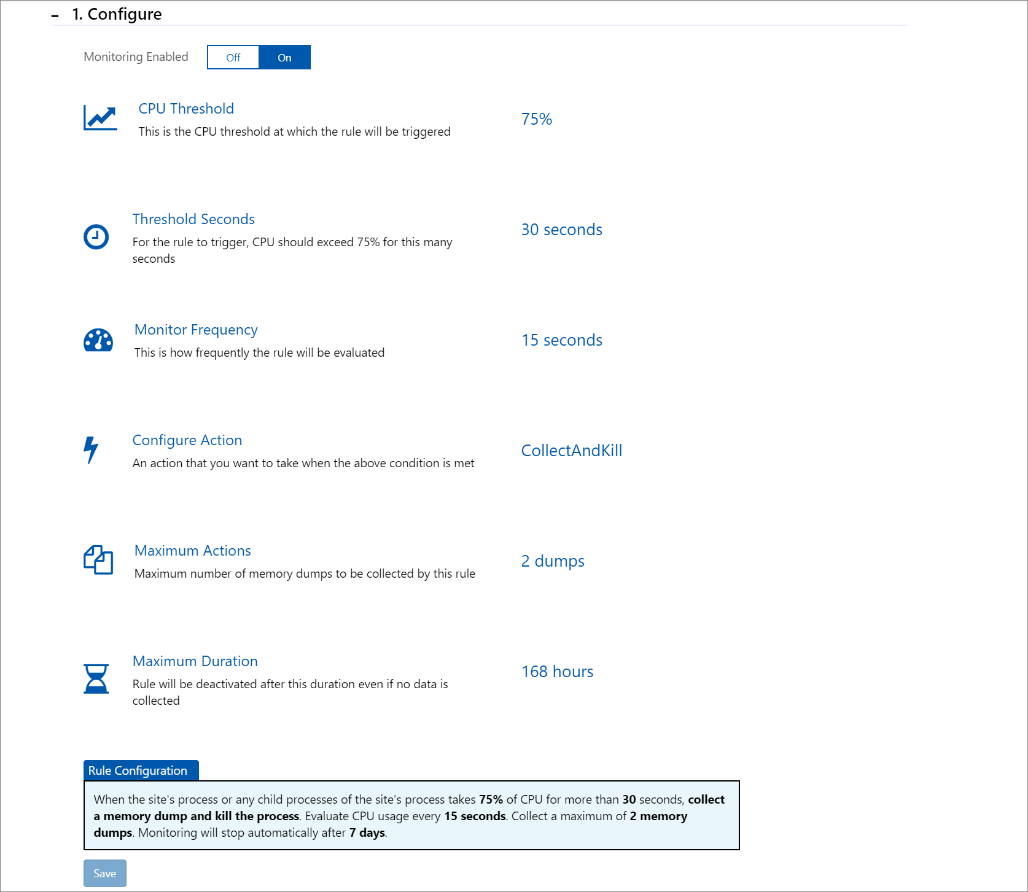 – 1. Configure
Monitoring Enabled Off On
CPU Threshold
This is the CPU threshold at which the rule will be triggered
75%
Threshold Seconds
For the rule to trigger, CPU should exceed 75% for this many
seconds
30 seconds
Monitor Frequency
This is how frequently the rule will be evaluated
15 seconds
Configure Action
An action that you want to take when the above condition is met
CollectAndKill
Maximum Actions
Maximum number of memory dumps to be collected by this rule
2 dumps
Maximum Duration
Rule will be deactivated after this duration even if no data is
collected
168 hours
Rule Configuration
When the site's process or any child processes of the site's process takes 75% of CPU for more than 30 seconds, collect
a memory dump and kill the process. Evaluate CPU usage every 15 seconds. Collect a maximum of 2 memory
dumps. Monitoring will stop automatically after 7 days.
Save